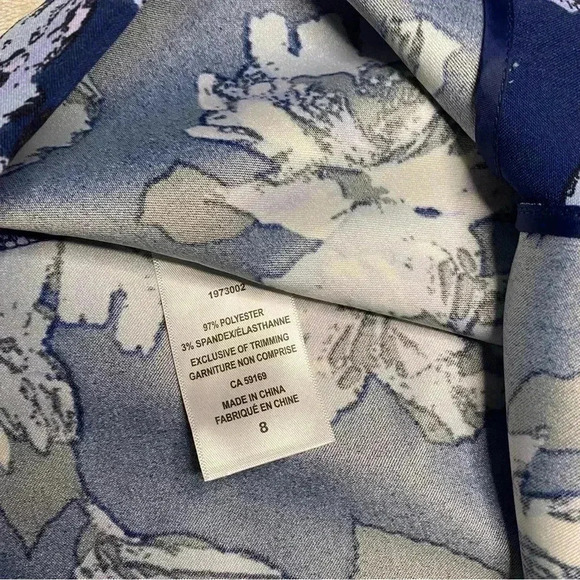 1973002
97% POLYESTER
3% SPANDEX/ÉLASTHANNE
EXCLUSIVE OF TRIMMING
GARNITURE NON COMPRISE
CA 59169
MADE IN CHINA
FABRIQUÉ EN CHINE
8